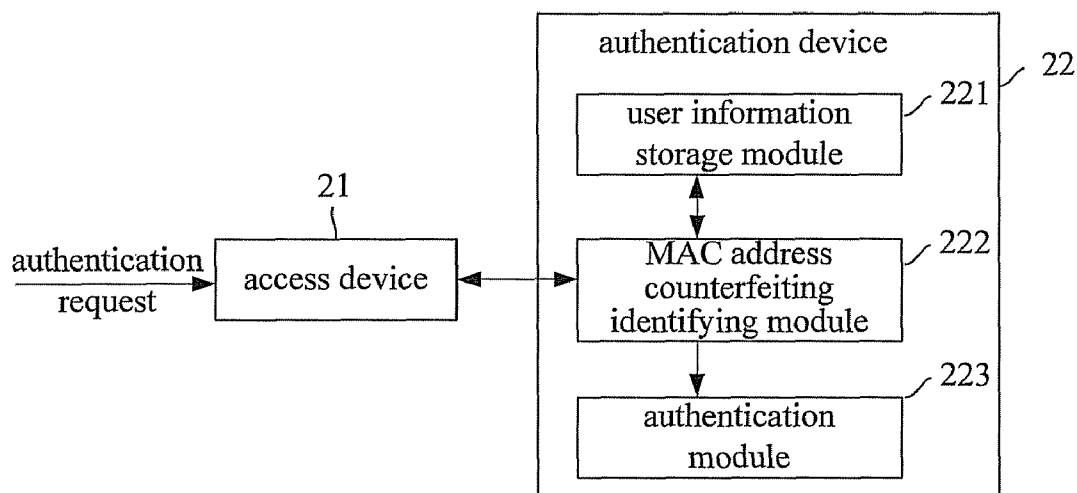 authentication device
22
221
user information
storage module
21
authentication
request
access device
222
MAC address
counterfeiting
identifying module
223
authentication
module